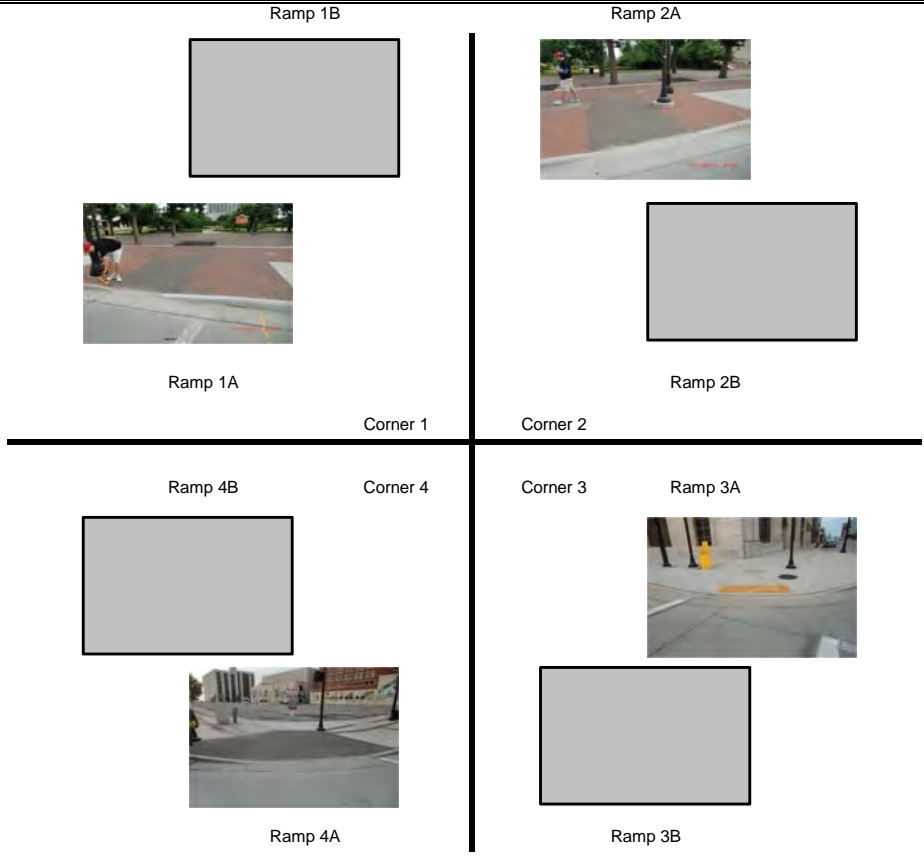 Ramp 1B
Ramp 2A
Ramp 1A
Ramp 2B
Corner 1
Corner 2
Ramp 4B
Corner 4
Corner 3
Ramp 3A
Ramp 4A
Ramp 3B